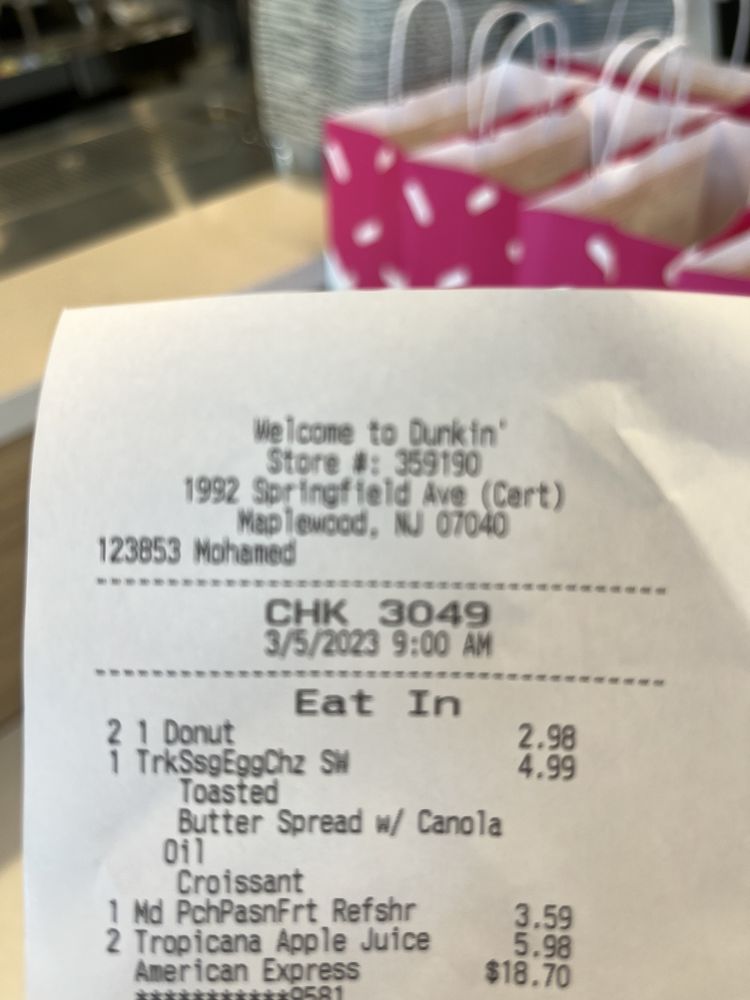 Welcome to Dunkin'
Store #: 359190
1992 Springfield Ave (Cert)
Maplewood, NJ 07040
123853 Mohamed
CHK 3049
3/5/2023 9:00 AM
Eat In
2 1 Donut 2.98
1 TrkSsgEggChz SW 4.99
Toasted
Butter Spread w/ Canola
Oil
Croissant
1 Md PchPasnFrt Refshr 3.59
2 Tropicana Apple Juice 5.98
American Express $18.70
***********9581